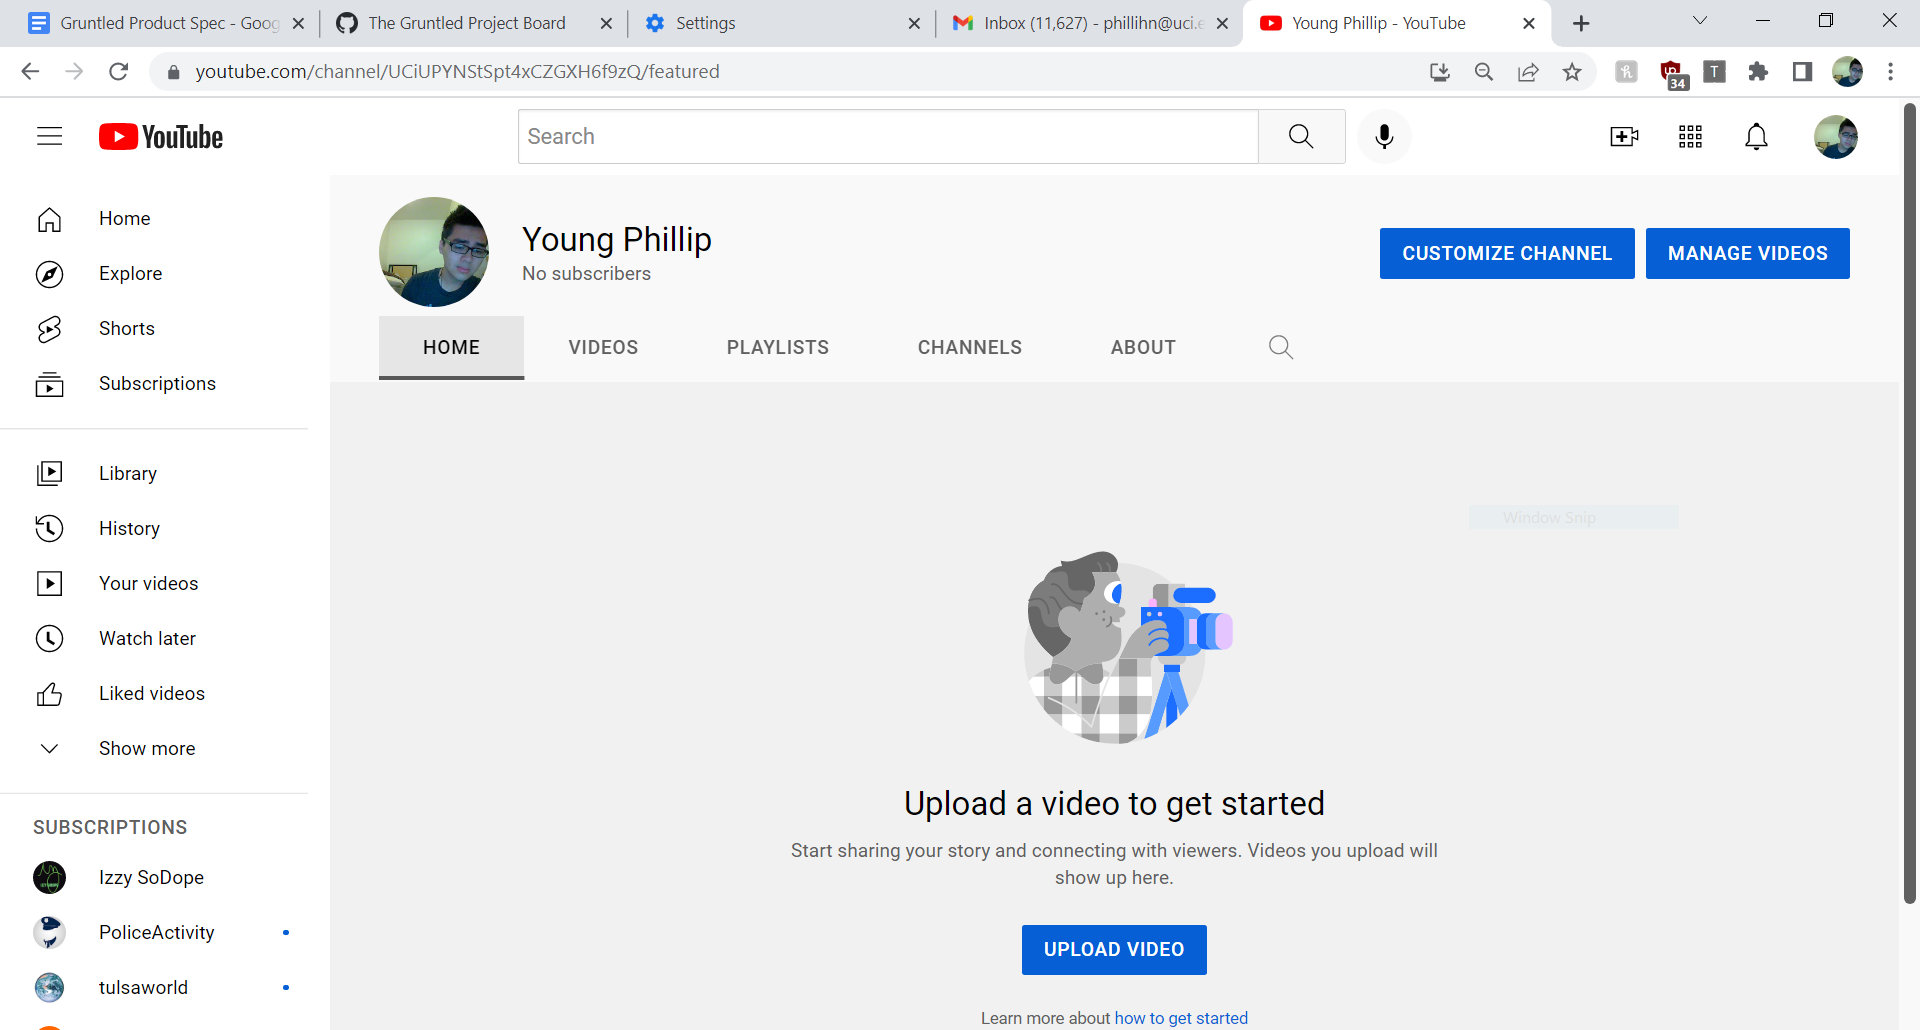 Gruntled Product Spec - Goog
The Gruntled Project Board
Settings
Inbox (11,627) - phillihn@uci.e
Young Phillip - YouTube
youtube.com/channel/UCiUPYNStSpt4xCZGXH6f9zQ/featured
34
T
YouTube
Search
Home
Explore
Shorts
Subscriptions
Library
History
Your videos
Watch later
Liked videos
Show more
SUBSCRIPTIONS
Izzy SoDope
PoliceActivity
tulsaworld
Young Phillip
No subscribers
CUSTOMIZE CHANNEL
MANAGE VIDEOS
HOME
VIDEOS
PLAYLISTS
CHANNELS
ABOUT
Window Snip
Upload a video to get started
Start sharing your story and connecting with viewers. Videos you upload will
show up here.
UPLOAD VIDEO
Learn more about how to get started